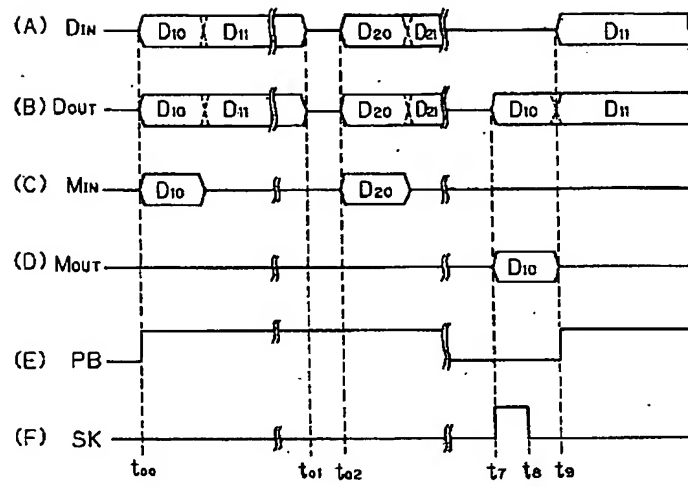 (A) DIN D10 D11 D20 D21 D11
(B) DOUT D10 D11 D20 D21 D10 D11
(C) MIN D10 D20
(D) MOUT D10
(E) PB
(F) SK
t00 t01 t02 t7 t8 t9